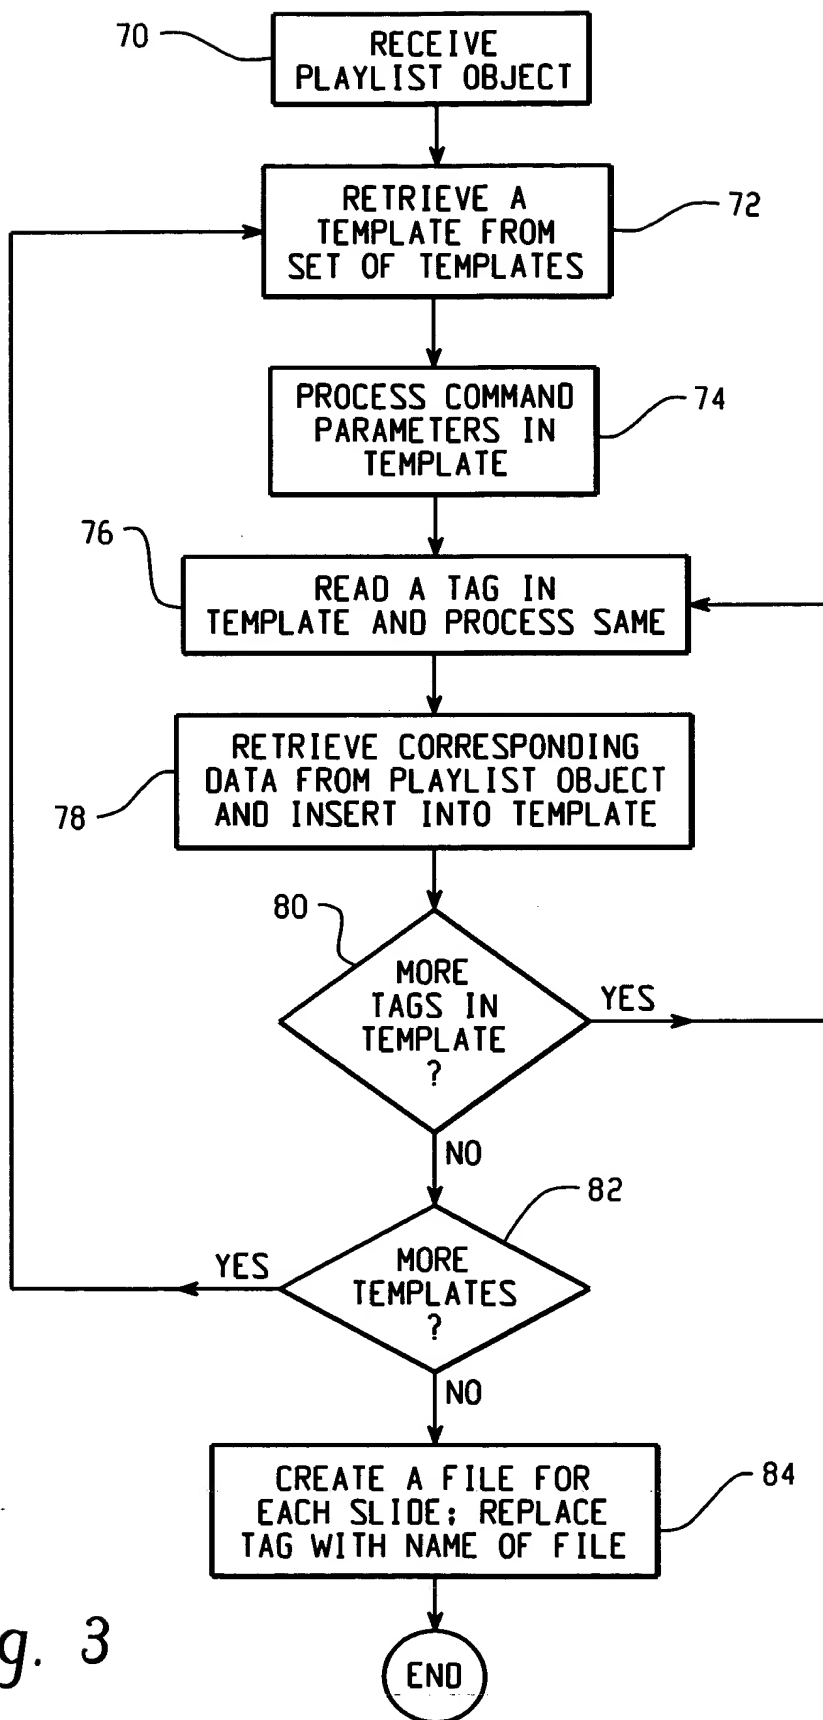 70
RECEIVE
PLAYLIST OBJECT
RETRIEVE A
TEMPLATE FROM
SET OF TEMPLATES
72
PROCESS COMMAND
PARAMETERS IN
TEMPLATE
74
76
READ A TAG IN
TEMPLATE AND PROCESS SAME
RETRIEVE CORRESPONDING
DATA FROM PLAYLIST OBJECT
AND INSERT INTO TEMPLATE
78
80
MORE
TAGS IN
TEMPLATE
?
YES
NO
82
MORE
TEMPLATES
?
YES
NO
CREATE A FILE FOR
EACH SLIDE; REPLACE
TAG WITH NAME OF FILE
84
g. 3
END